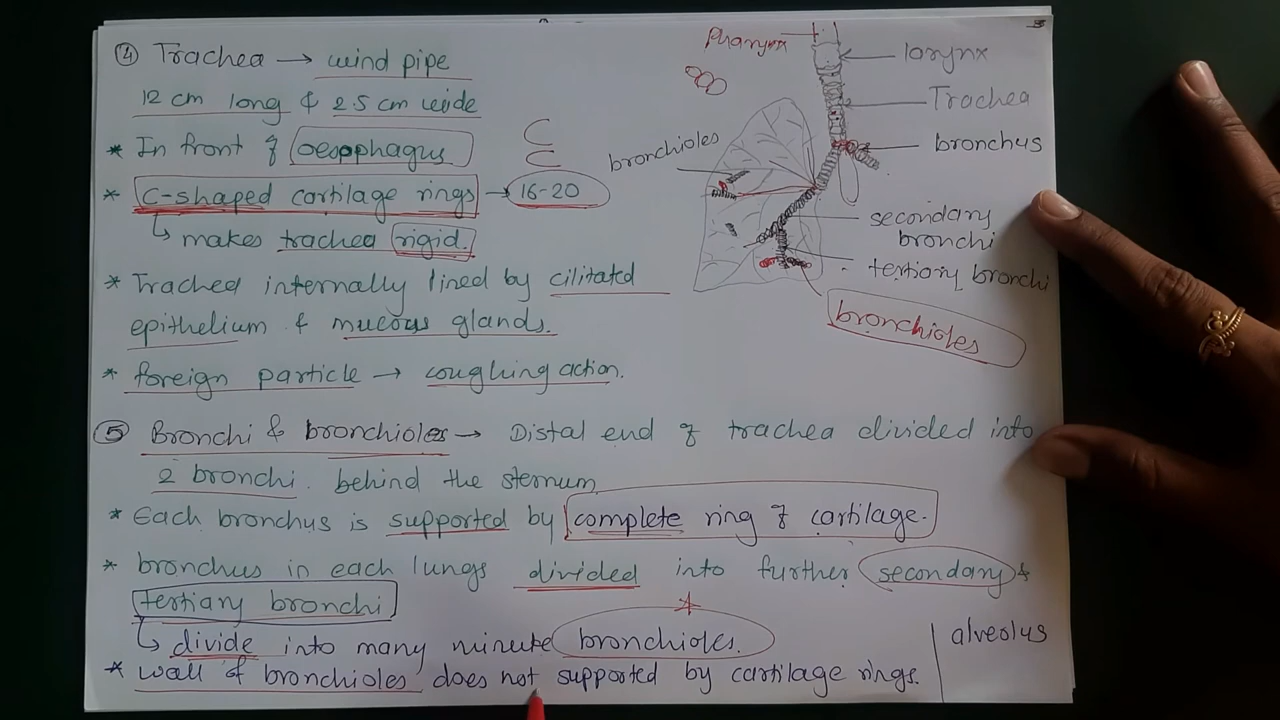 ④ Trachea → wind pipe
12 cm long & 2.5 cm wide
* In front of oesophagus
* C-shaped cartilage rings → 16-20
↳ makes trachea rigid.
* Trachea internally lined by cilitated
epithelium & mucous glands.
* foreign particle → coughing action.
Pharynx
larynx
Trachea
bronchus
bronchioles
secondary
bronchi
tertiary bronchi
bronchioles
⑤ Bronchi & bronchioles → Distal end of trachea divided into
2 bronchi. behind the sternum
* Each bronchus is supported by complete ring of cartilage.
* bronchus in each lungs divided into further secondary &
tertiary bronchi
↳ divide into many minute bronchioles.
* wall of bronchioles does not supported by cartilage rings.
alveolus